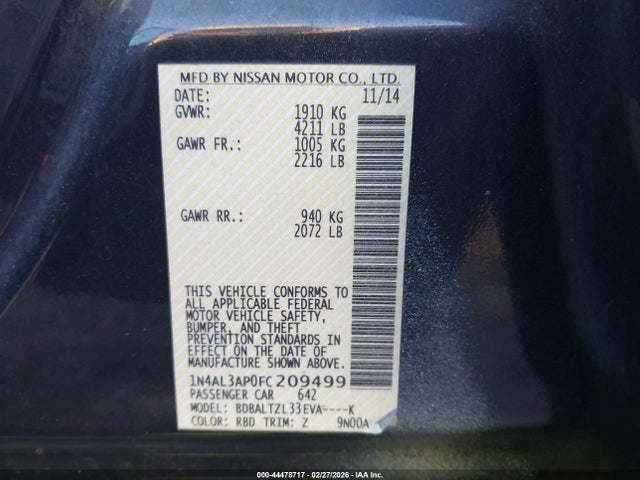 MFD BY NISSAN MOTOR CO., LTD.
DATE: 11/14
GVWR: 1910 KG
4211 LB
GAWR FR.: 1005 KG
2216 LB
GAWR RR.: 940 KG
2072 LB
THIS VEHICLE CONFORMS TO
ALL APPLICABLE FEDERAL
MOTOR VEHICLE SAFETY,
BUMPER, AND THEFT
PREVENTION STANDARDS IN
EFFECT ON THE DATE OF
MANUFACTURE SHOWN ABOVE.
1N4AL3AP0FC209499
PASSENGER CAR 642
MODEL: BDBALTZL33EVA----K
COLOR: RBD TRIM: Z 9N00A
000-44478717 - 02/27/2026 - IAA Inc.